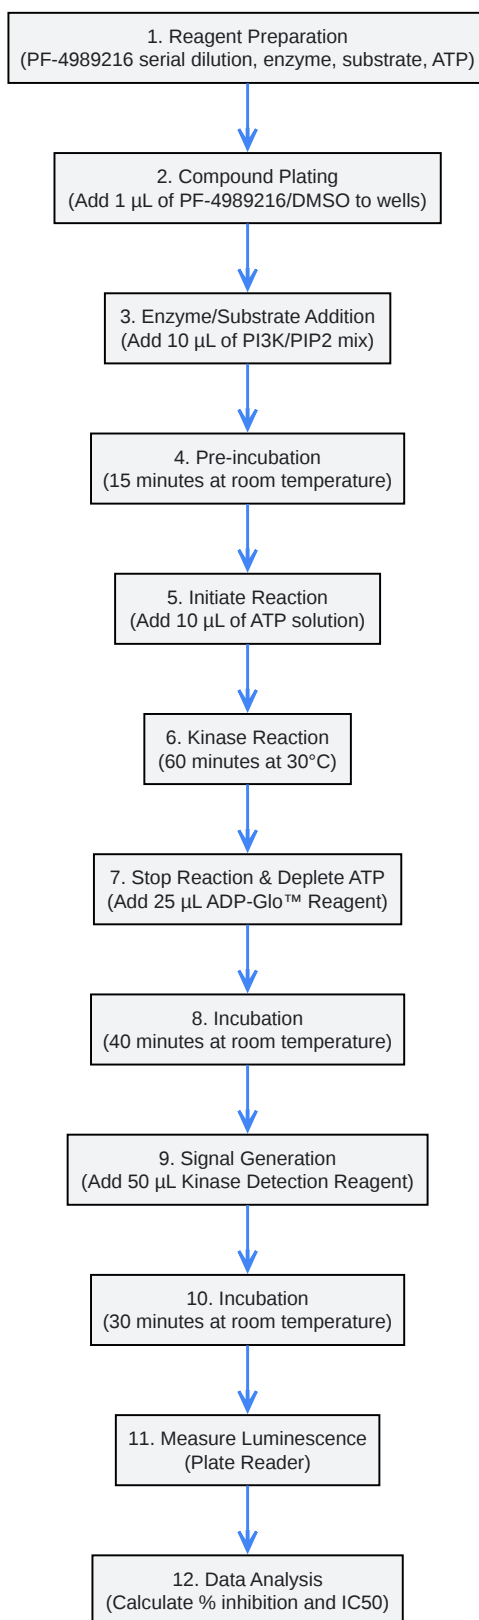 1. Reagent Preparation
(PF-4989216 serial dilution, enzyme, substrate, ATP)
2. Compound Plating
(Add 1 µL of PF-4989216/DMSO to wells)
3. Enzyme/Substrate Addition
(Add 10 µL of PI3K/PIP2 mix)
4. Pre-incubation
(15 minutes at room temperature)
5. Initiate Reaction
(Add 10 µL of ATP solution)
6. Kinase Reaction
(60 minutes at 30°C)
7. Stop Reaction & Deplete ATP
(Add 25 µL ADP-Glo™ Reagent)
8. Incubation
(40 minutes at room temperature)
9. Signal Generation
(Add 50 µL Kinase Detection Reagent)
10. Incubation
(30 minutes at room temperature)
11. Measure Luminescence
(Plate Reader)
12. Data Analysis
(Calculate % inhibition and IC50)